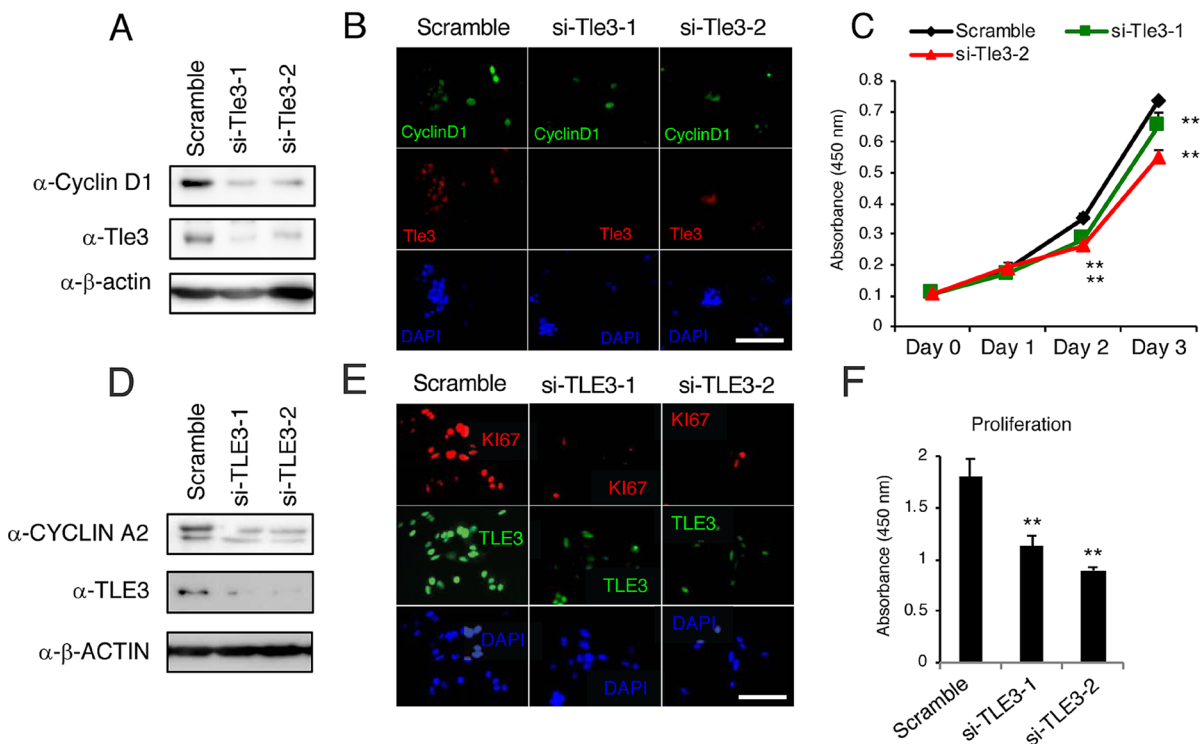 A
Scramble
si-Tle3-1
si-Tle3-2
α-Cyclin D1
α-Tle3
α-β-actin
B
Scramble si-Tle3-1 si-Tle3-2
CyclinD1 CyclinD1 CyclinD1
Tle3 Tle3 Tle3
DAPI DAPI DAPI
C
Scramble si-Tle3-1
si-Tle3-2
Absorbance (450 nm)
0.8
0.7
0.6
0.5
0.4
0.3
0.2
0.1
0
**
**
**
**
Day 0 Day 1 Day 2 Day 3
D
Scramble
si-TLE3-1
si-TLE3-2
α-CYCLIN A2
α-TLE3
α-β-ACTIN
E
Scramble si-TLE3-1 si-TLE3-2
KI67 KI67 KI67
TLE3 TLE3 TLE3
DAPI DAPI DAPI
F
Proliferation
Absorbance (450 nm)
2
1.5
1
0.5
0
**
**
Scramble
si-TLE3-1
si-TLE3-2